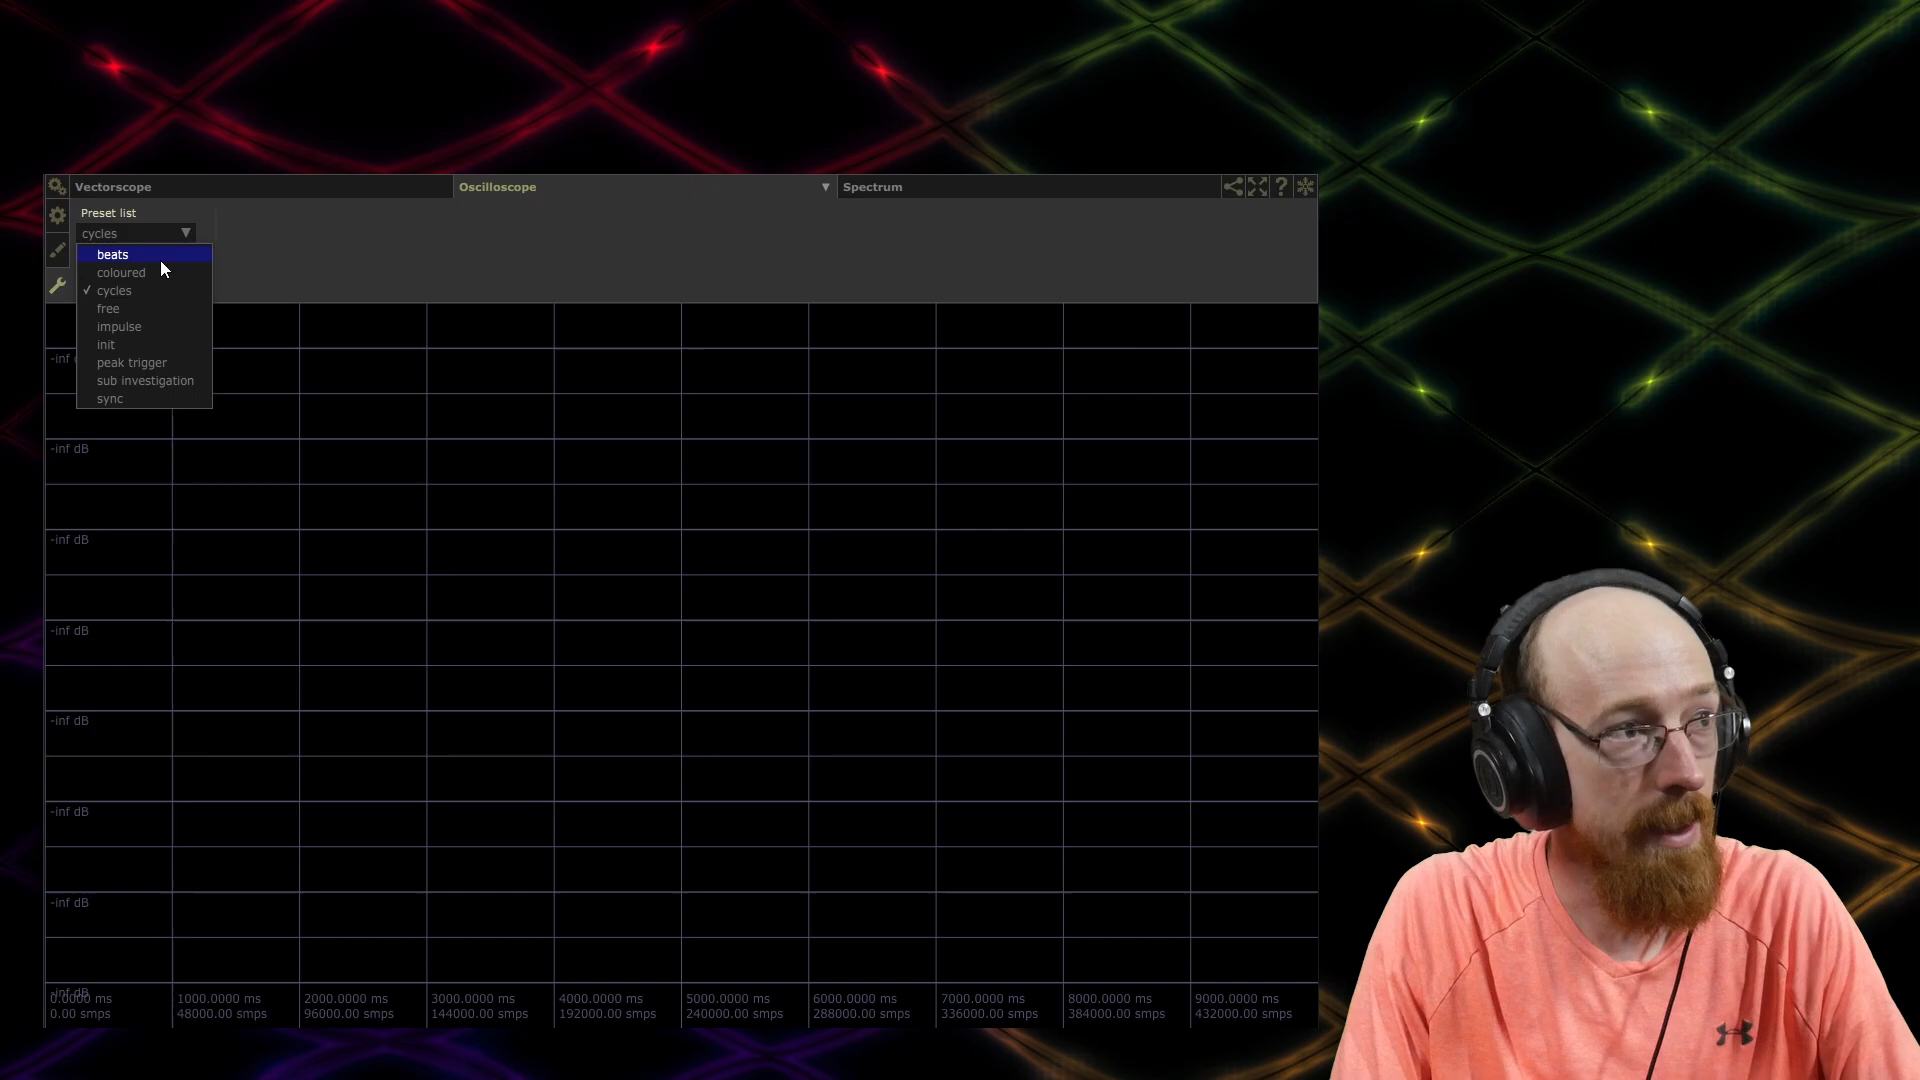 Vectorscope
Oscilloscope ▼
Spectrum
?
Preset list
cycles ▼
beats
coloured
✓ cycles
free
impulse
init
peak trigger
sub investigation
sync
-inf
-inf dB
-inf dB
-inf dB
-inf dB
-inf dB
-inf dB
-inf dB
0.0000 ms
1000.0000 ms
2000.0000 ms
3000.0000 ms
4000.0000 ms
5000.0000 ms
6000.0000 ms
7000.0000 ms
8000.0000 ms
9000.0000 ms
0.00 smps
48000.00 smps
96000.00 smps
144000.00 smps
192000.00 smps
240000.00 smps
288000.00 smps
336000.00 smps
384000.00 smps
432000.00 smps